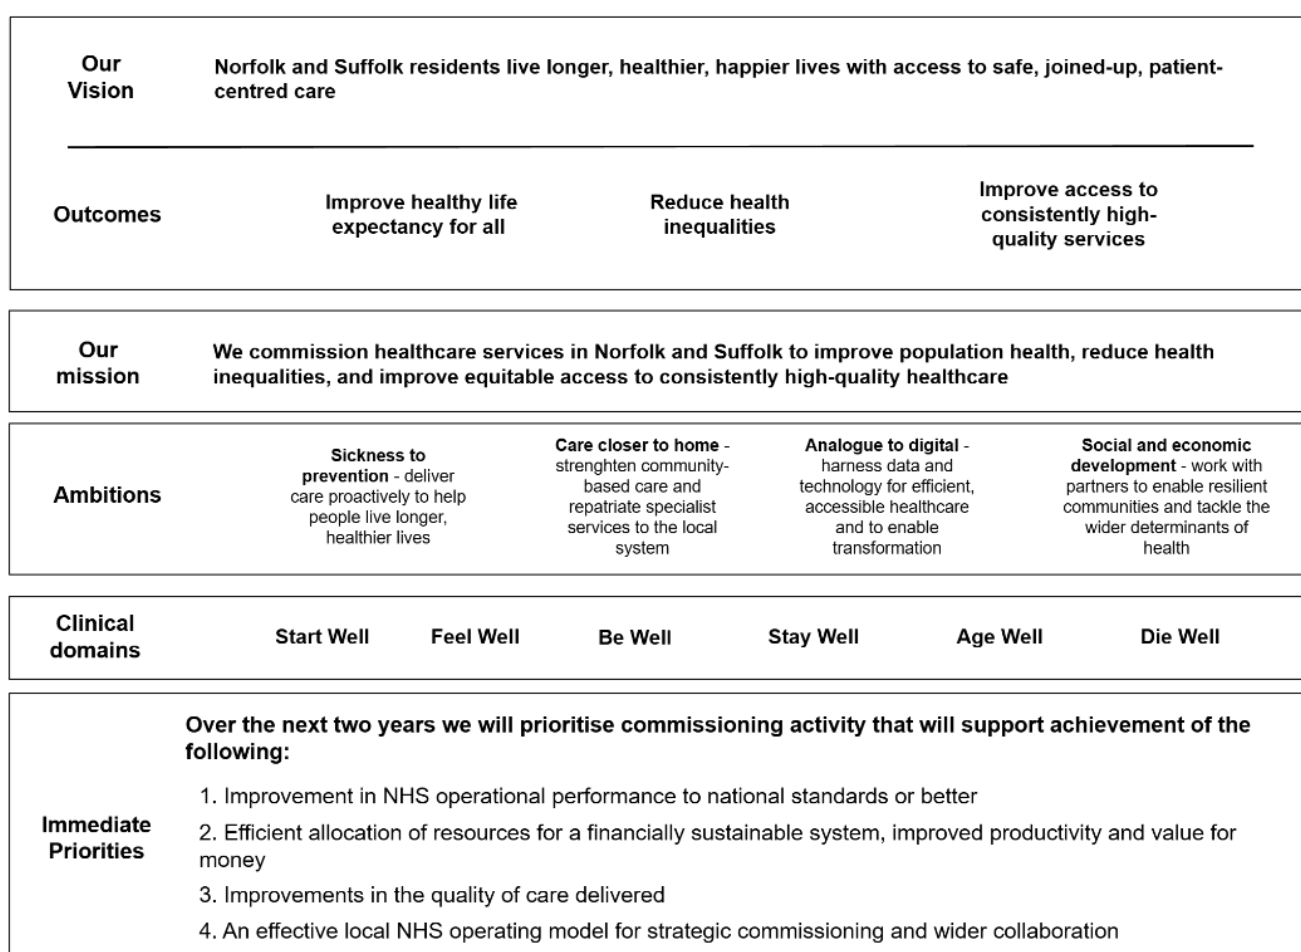 Our
Vision
Norfolk and Suffolk residents live longer, healthier, happier lives with access to safe, joined-up, patient-
centred care
Outcomes
Improve healthy life
expectancy for all
Reduce health
inequalities
Improve access to
consistently high-
quality services
Our
mission
We commission healthcare services in Norfolk and Suffolk to improve population health, reduce health
inequalities, and improve equitable access to consistently high-quality healthcare
Ambitions
Sickness to
prevention - deliver
care proactively to help
people live longer,
healthier lives
Care closer to home -
strenghten community-
based care and
repatriate specialist
services to the local
system
Analogue to digital -
harness data and
technology for efficient,
accessible healthcare
and to enable
transformation
Social and economic
development - work with
partners to enable resilient
communities and tackle the
wider determinants of
health
Clinical
domains
Start Well
Feel Well
Be Well
Stay Well
Age Well
Die Well
Immediate
Priorities
Over the next two years we will prioritise commissioning activity that will support achievement of the
following:
1. Improvement in NHS operational performance to national standards or better
2. Efficient allocation of resources for a financially sustainable system, improved productivity and value for
money
3. Improvements in the quality of care delivered
4. An effective local NHS operating model for strategic commissioning and wider collaboration